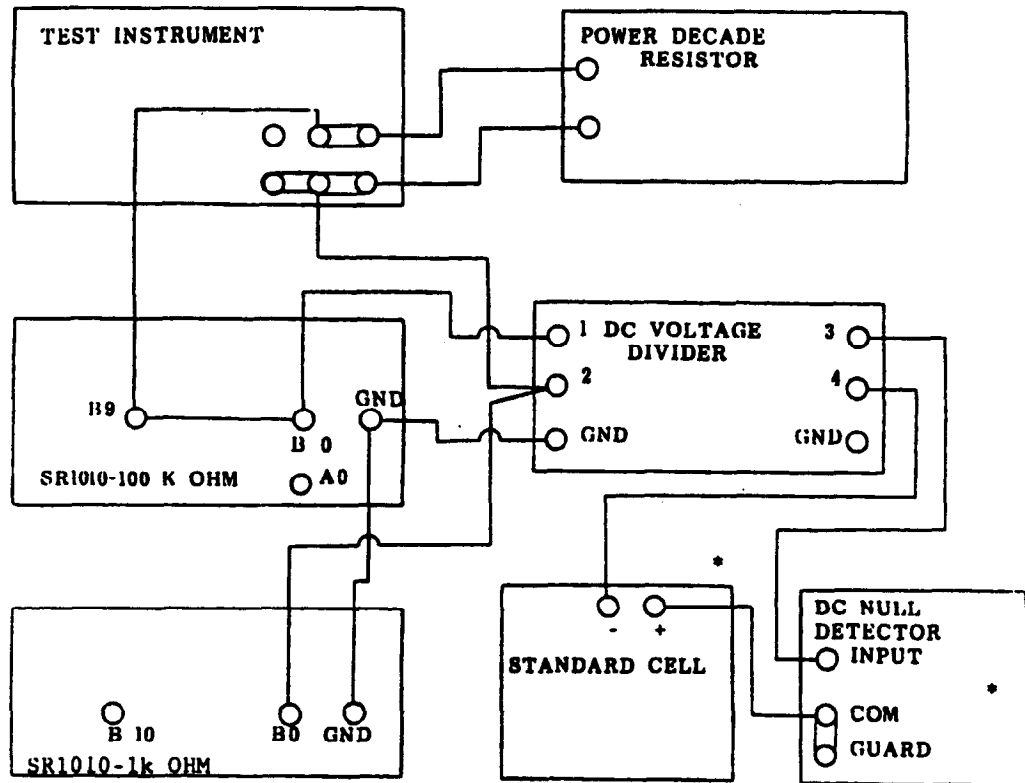 TEST INSTRUMENT
POWER DECADE
RESISTOR
1 DC VOLTAGE 3
DIVIDER
2 4
GND GND
B9
B 0
GND
A0
SR1010-100 K OHM
*
- +
STANDARD CELL
DC NULL
DETECTOR
INPUT
*
COM
GUARD
B 10
B0
GND
SR1010-1k OHM